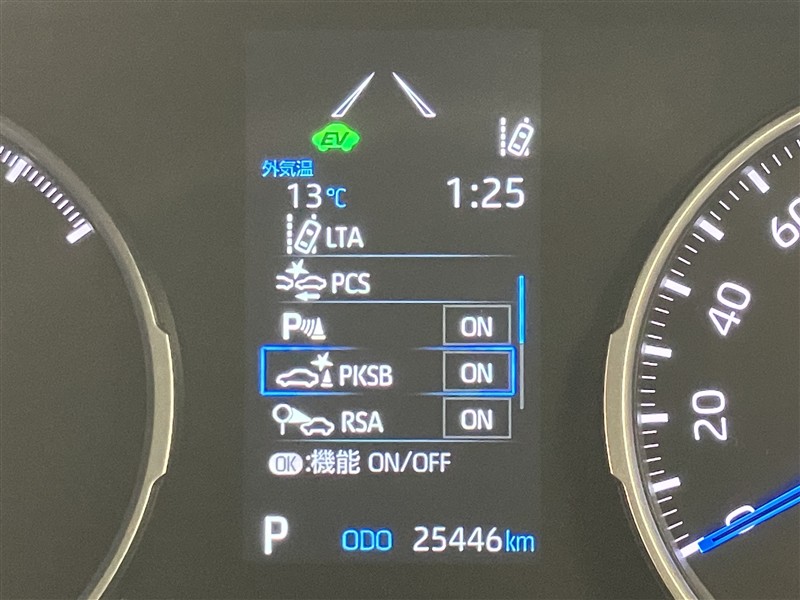 EV
外気温
13℃ 1:25
LTA
PCS
P ON
PKSB ON
RSA ON
OK:機能 ON/OFF
P ODO 25446km
60
40
20
0